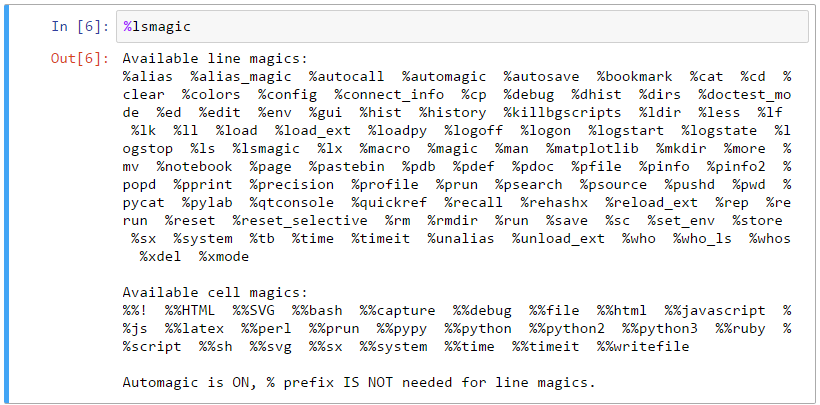 In [6]: %lsmagic
Out[6]: Available line magics:
%alias  %alias_magic  %autocall  %automagic  %autosave  %bookmark  %cat  %cd  %
clear  %colors  %config  %connect_info  %cp  %debug  %dhist  %dirs  %doctest_mo
de  %ed  %edit  %env  %gui  %hist  %history  %killbgscripts  %ldir  %less  %lf
%lk  %ll  %load  %load_ext  %loadpy  %logoff  %logon  %logstart  %logstate  %l
ogstop  %ls  %lsmagic  %lx  %macro  %magic  %man  %matplotlib  %mkdir  %more  %
mv  %notebook  %page  %pastebin  %pdb  %pdef  %pdoc  %pfile  %pinfo  %pinfo2  %
popd  %pprint  %precision  %profile  %prun  %psearch  %psource  %pushd  %pwd  %
pycat  %pylab  %qtconsole  %quickref  %recall  %rehashx  %reload_ext  %rep  %re
run  %reset  %reset_selective  %rm  %rmdir  %run  %save  %sc  %set_env  %store
%sx  %system  %tb  %time  %timeit  %unalias  %unload_ext  %who  %who_ls  %whos
%xdel  %xmode
Available cell magics:
%%!  %%HTML  %%SVG  %%bash  %%capture  %%debug  %%file  %%html  %%javascript  %
%js  %%latex  %%perl  %%prun  %%pypy  %%python  %%python2  %%python3  %%ruby  %
%script  %%sh  %%svg  %%sx  %%system  %%time  %%timeit  %%writefile
Automagic is ON, % prefix IS NOT needed for line magics.